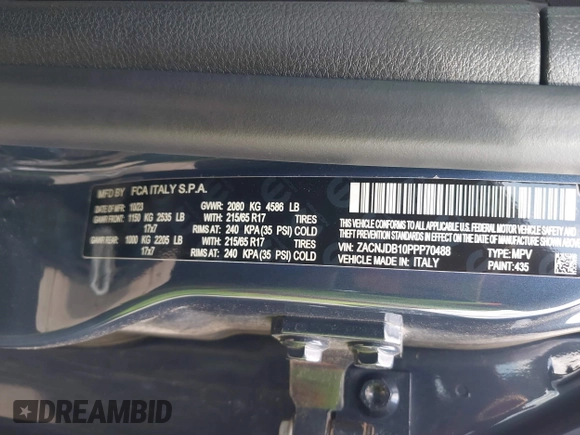 MFD BY FCA ITALY S.P.A.
DATE OF MFR 10/23 GVWR: 2080 KG 4586 LB
GAWR FRONT: 1150 KG 2535 LB WITH: 215/65 R17 TIRES
17x7 RIMS AT: 240 KPA (35 PSI) COLD
GAWR REAR: 1000 KG 2205 LB WITH: 215/65 R17 TIRES
17x7 RIMS AT: 240 KPA (35 PSI) COLD
THIS VEHICLE CONFORMS TO ALL APPLICABLE
U.S.A. FEDERAL MOTOR VEHICLE SAFETY, BUMPER, AND
THEFT PREVENTION STANDARDS IN EFFECT ON THE DATE
OF MANUFACTURE SHOWN ABOVE
VIN: ZACNJDB10PPP70488 TYPE: MPV
VEHICLE MADE IN: ITALY PAINT: 435
DREAMBID